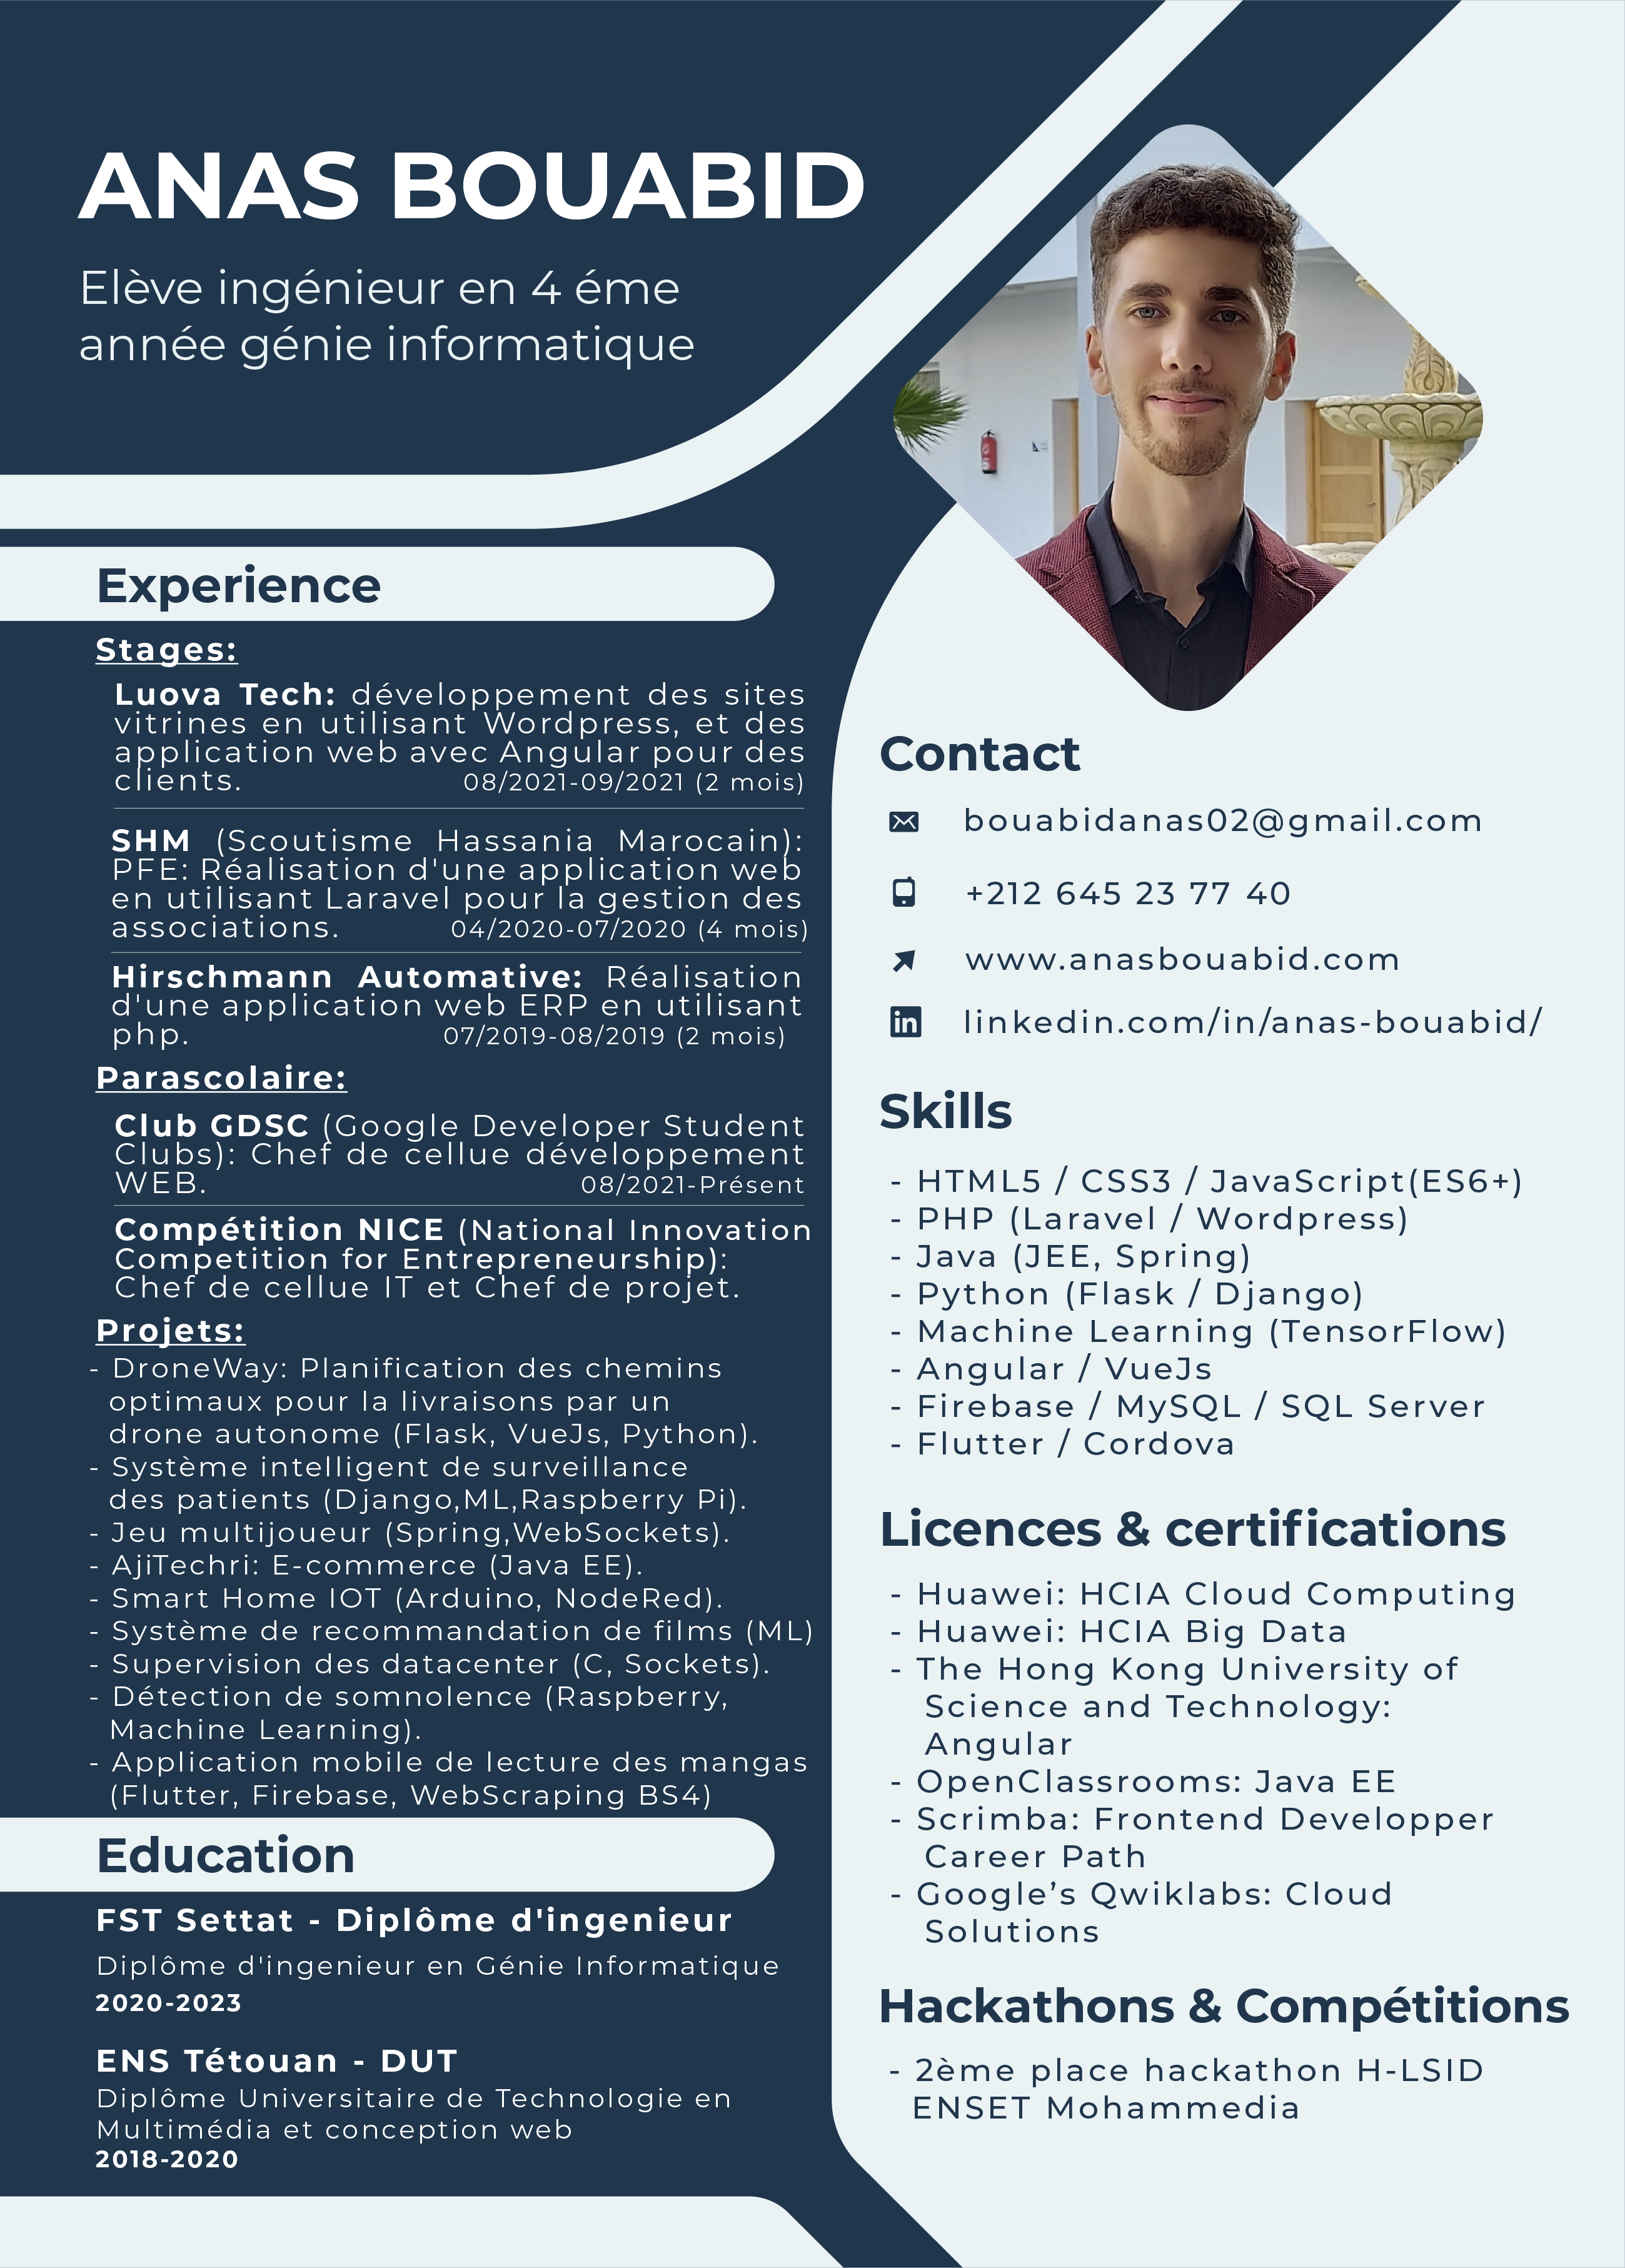 ANAS BOUABID
Elève ingénieur en 4 éme
année génie informatique
Experience
Stages:
Luova Tech: développement des sites
vitrines en utilisant Wordpress, et des
application web avec Angular pour des
clients. 08/2021-09/2021 (2 mois)
SHM (Scoutisme Hassania Marocain):
PFE: Réalisation d'une application web
en utilisant Laravel pour la gestion des
associations. 04/2020-07/2020 (4 mois)
Hirschmann Automative: Réalisation
d'une application web ERP en utilisant
php. 07/2019-08/2019 (2 mois)
Parascolaire:
Club GDSC (Google Developer Student
Clubs): Chef de cellue développement
WEB. 08/2021-Présent
Compétition NICE (National Innovation
Competition for Entrepreneurship):
Chef de cellue IT et Chef de projet.
Projets:
- DroneWay: Planification des chemins
optimaux pour la livraisons par un
drone autonome (Flask, VueJs, Python).
- Système intelligent de surveillance
des patients (Django,ML,Raspberry Pi).
- Jeu multijoueur (Spring,WebSockets).
- AjiTechri: E-commerce (Java EE).
- Smart Home IOT (Arduino, NodeRed).
- Système de recommandation de films (ML)
- Supervision des datacenter (C, Sockets).
- Détection de somnolence (Raspberry,
Machine Learning).
- Application mobile de lecture des mangas
(Flutter, Firebase, WebScraping BS4)
Education
FST Settat - Diplôme d'ingenieur
Diplôme d'ingenieur en Génie Informatique
2020-2023
ENS Tétouan - DUT
Diplôme Universitaire de Technologie en
Multimédia et conception web
2018-2020
Contact
bouabidanas02@gmail.com
+212 645 23 77 40
www.anasbouabid.com
in linkedin.com/in/anas-bouabid/
Skills
- HTML5 / CSS3 / JavaScript(ES6+)
- PHP (Laravel / Wordpress)
- Java (JEE, Spring)
- Python (Flask / Django)
- Machine Learning (TensorFlow)
- Angular / VueJs
- Firebase / MySQL / SQL Server
- Flutter / Cordova
Licences & certifications
- Huawei: HCIA Cloud Computing
- Huawei: HCIA Big Data
- The Hong Kong University of
Science and Technology:
Angular
- OpenClassrooms: Java EE
- Scrimba: Frontend Developper
Career Path
- Google’s Qwiklabs: Cloud
Solutions
Hackathons & Compétitions
- 2ème place hackathon H-LSID
ENSET Mohammedia